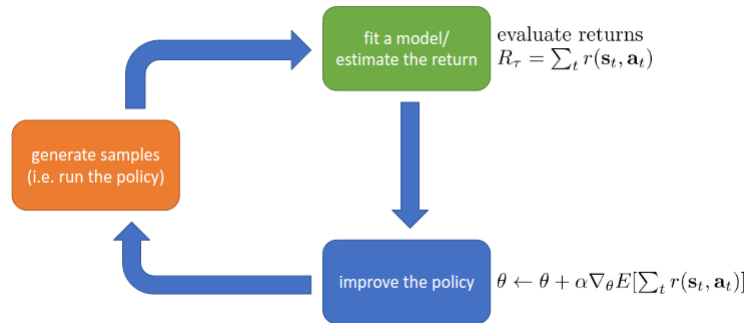 fit a model/
estimate the return
evaluate returns
R_τ = ∑_t r(s_t, a_t)
generate samples
(i.e. run the policy)
improve the policy
θ ← θ + α∇_θ E[∑_t r(s_t, a_t)]